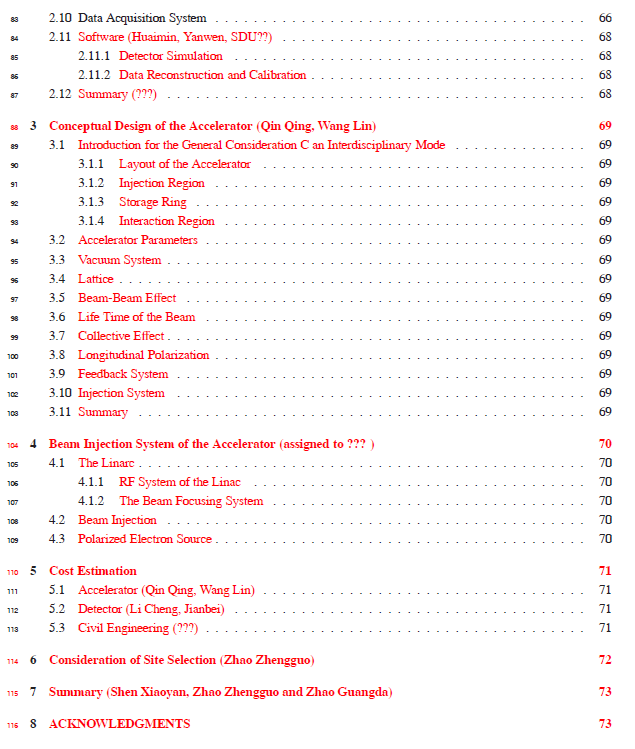 83 2.10 Data Acquisition System . . . . . . . . . . . . . . . . . . . . . . . . . . . . . . 66
84 2.11 Software (Huaimin, Yanwen, SDU??) . . . . . . . . . . . . . . . . . . . . . . . . . 68
85 2.11.1 Detector Simulation . . . . . . . . . . . . . . . . . . . . . . . . . . . . . 68
86 2.11.2 Data Reconstruction and Calibration . . . . . . . . . . . . . . . . . . . . . 68
87 2.12 Summary (???) . . . . . . . . . . . . . . . . . . . . . . . . . . . . . . . . . . 68
88 3 Conceptual Design of the Accelerator (Qin Qing, Wang Lin) 69
89 3.1 Introduction for the General Consideration C an Interdisciplinary Mode . . . . . . . . . . . 69
90 3.1.1 Layout of the Accelerator . . . . . . . . . . . . . . . . . . . . . . . . . . 69
91 3.1.2 Injection Region . . . . . . . . . . . . . . . . . . . . . . . . . . . . . . 69
92 3.1.3 Storage Ring . . . . . . . . . . . . . . . . . . . . . . . . . . . . . . . . 69
93 3.1.4 Interaction Region . . . . . . . . . . . . . . . . . . . . . . . . . . . . . 69
94 3.2 Accelerator Parameters . . . . . . . . . . . . . . . . . . . . . . . . . . . . . . 69
95 3.3 Vacuum System . . . . . . . . . . . . . . . . . . . . . . . . . . . . . . . . . 69
96 3.4 Lattice . . . . . . . . . . . . . . . . . . . . . . . . . . . . . . . . . . . . . 69
97 3.5 Beam-Beam Effect . . . . . . . . . . . . . . . . . . . . . . . . . . . . . . . . 69
98 3.6 Life Time of the Beam . . . . . . . . . . . . . . . . . . . . . . . . . . . . . . 69
99 3.7 Collective Effect . . . . . . . . . . . . . . . . . . . . . . . . . . . . . . . . . 69
100 3.8 Longitudinal Polarization . . . . . . . . . . . . . . . . . . . . . . . . . . . . . 69
101 3.9 Feedback System . . . . . . . . . . . . . . . . . . . . . . . . . . . . . . . . . 69
102 3.10 Injection System . . . . . . . . . . . . . . . . . . . . . . . . . . . . . . . . . 69
103 3.11 Summary . . . . . . . . . . . . . . . . . . . . . . . . . . . . . . . . . . . . 69
104 4 Beam Injection System of the Accelerator (assigned to ??? ) 70
105 4.1 The Linarc . . . . . . . . . . . . . . . . . . . . . . . . . . . . . . . . . . . . 70
106 4.1.1 RF System of the Linac . . . . . . . . . . . . . . . . . . . . . . . . . . . 70
107 4.1.2 The Beam Focusing System . . . . . . . . . . . . . . . . . . . . . . . . . 70
108 4.2 Beam Injection . . . . . . . . . . . . . . . . . . . . . . . . . . . . . . . . . . 70
109 4.3 Polarized Electron Source . . . . . . . . . . . . . . . . . . . . . . . . . . . . . 70
110 5 Cost Estimation 71
111 5.1 Accelerator (Qin Qing, Wang Lin) . . . . . . . . . . . . . . . . . . . . . . . . . . 71
112 5.2 Detector (Li Cheng, Jianbei) . . . . . . . . . . . . . . . . . . . . . . . . . . . . 71
113 5.3 Civil Engineering (???) . . . . . . . . . . . . . . . . . . . . . . . . . . . . . . 71
114 6 Consideration of Site Selection (Zhao Zhengguo) 72
115 7 Summary (Shen Xiaoyan, Zhao Zhengguo and Zhao Guangda) 73
116 8 ACKNOWLEDGMENTS 73